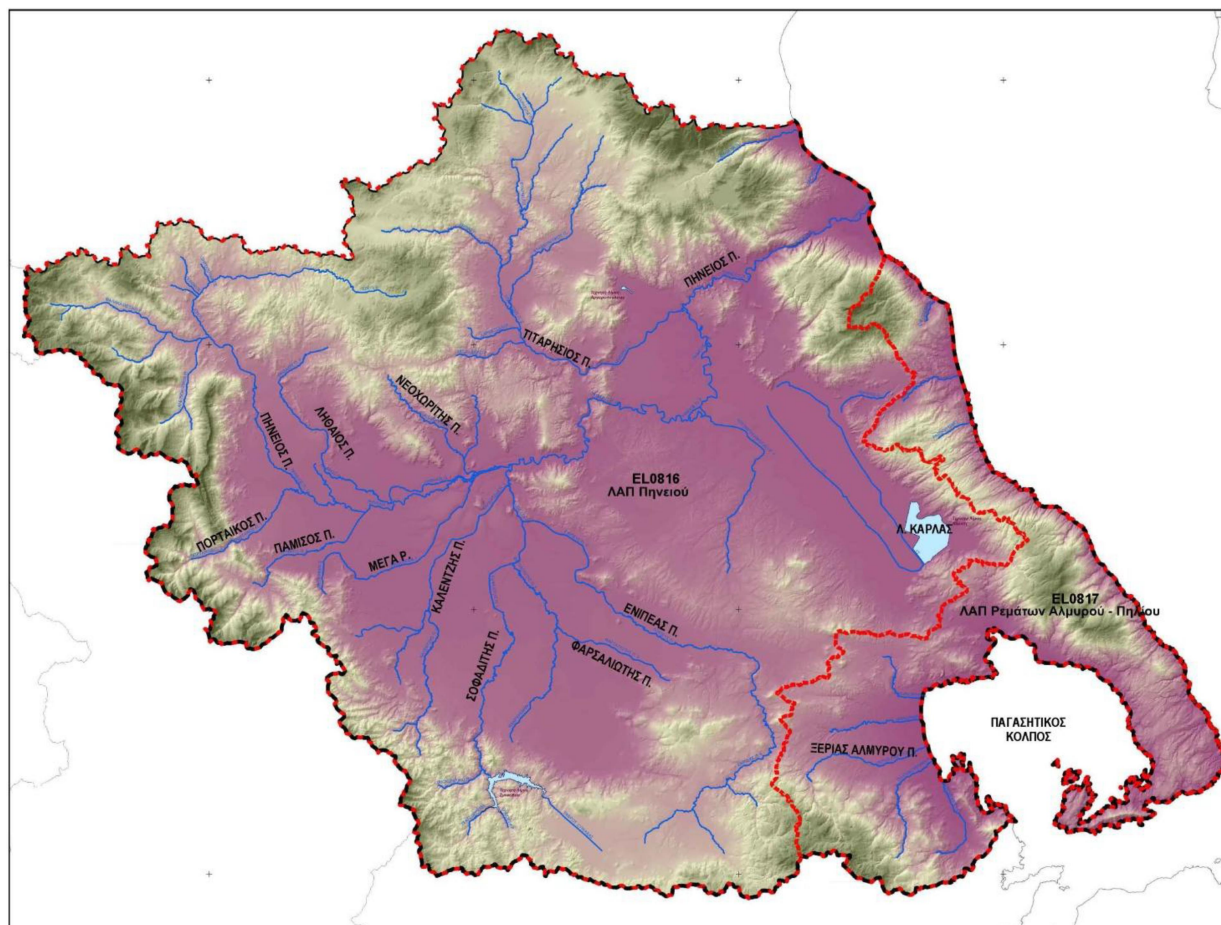 ΠΗΝΕΙΟΣ Π.
ΤΙΤΑΡΗΣΙΟΣ Π.
ΝΕΟΧΩΡΙΤΗΣ Π.
ΛΗΘΑΙΟΣ Π.
ΠΗΝΕΙΟΣ Π.
EL0816
ΛΑΠ Πηνειού
ΠΟΡΤΑΙΚΟΣ Π.
ΠΑΜΙΣΟΣ Π.
ΜΕΓΑ Ρ.
ΚΑΛΕΝΤΖΗΣ Π.
Λ. ΚΑΡΛΑΣ
EL0817
ΛΑΠ Ρεμάτων Αλμυρού - Πηλίου
ΕΝΙΠΕΑΣ Π.
ΣΟΦΑΔΙΤΗΣ Π.
ΦΑΡΣΑΛΙΩΤΗΣ Π.
ΠΑΓΑΣΗΤΙΚΟΣ
ΚΟΛΠΟΣ
ΞΕΡΙΑΣ ΑΛΜΥΡΟΥ Π.